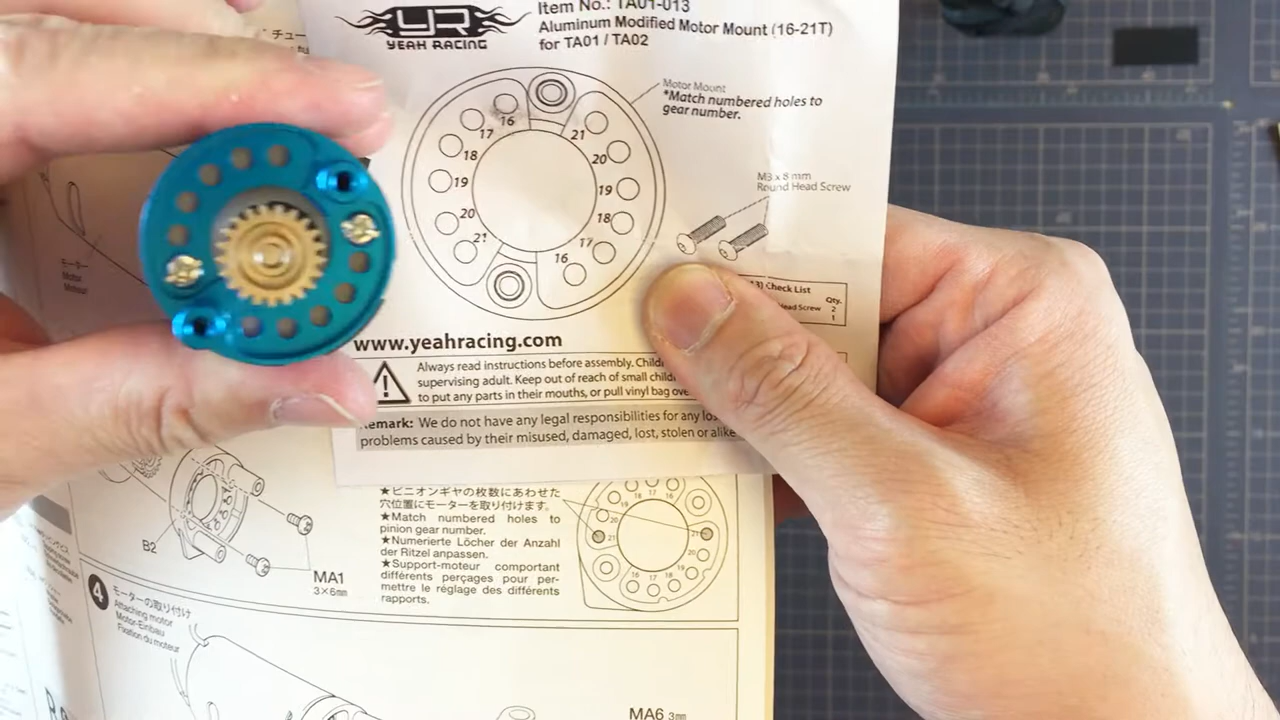 YR
YEAH RACING
Item No.: TA01-013
Aluminum Modified Motor Mount (16-21T)
for TA01 / TA02
Motor Mount
*Match numbered holes to
gear number.
16
17
18
19
20
21
21
20
19
18
17
16
M3 x 8 mm
Round Head Screw
Check List
Qty.
Head Screw 2
1
www.yeahracing.com
Always read instructions before assembly.
supervising adult. Keep out of reach of small
to put any parts in their mouths, or pull vinyl bag
Remark: We do not have any legal responsibilities for any
problems caused by their misused, damaged, lost, stolen or alike
モーター
Motor
Moteur
B2
MA1
3×6mm
★ピニオンギヤの枚数にあわせた
穴位置にモーターを取り付けます。
★Match numbered holes to
pinion gear number.
★Numerierte Löcher der Anzahl
der Ritzel anpassen.
★Support-moteur comportant
différents perçages pour per-
mettre le réglage des différents
rapports.
4
モーターの取り付け
Attaching motor
Motor-Einbau
Fixation du moteur
MA6 3mm